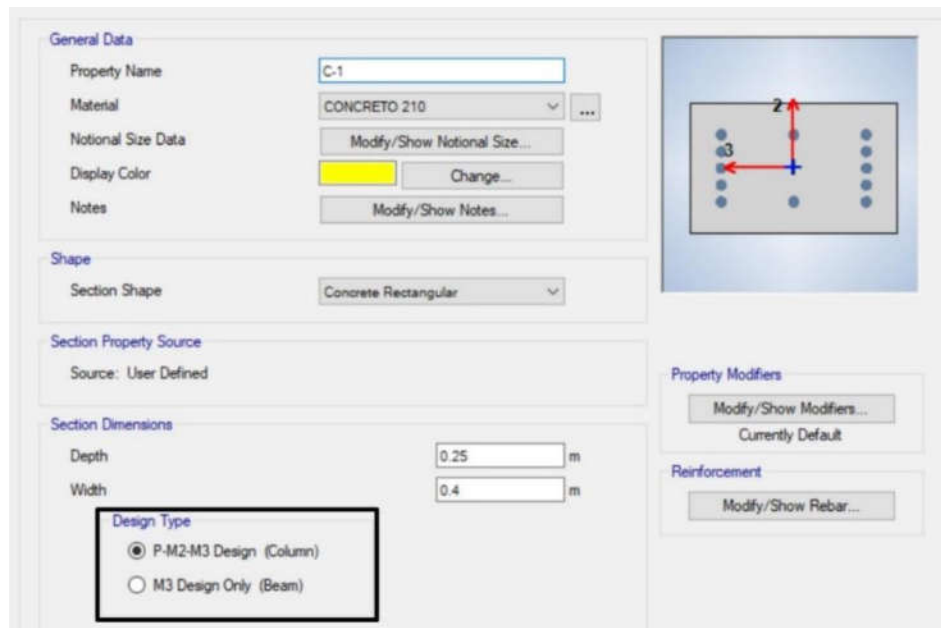 General Data
Property Name C-1
Material CONCRETO 210 ...
Notional Size Data Modify/Show Notional Size...
Display Color Change...
Notes Modify/Show Notes...
2
3
Shape
Section Shape Concrete Rectangular
Section Property Source
Source: User Defined
Property Modifiers
Modify/Show Modifiers...
Currently Default
Section Dimensions
Depth 0.25 m
Width 0.4 m
Reinforcement
Modify/Show Rebar...
Design Type
P-M2-M3 Design (Column)
M3 Design Only (Beam)